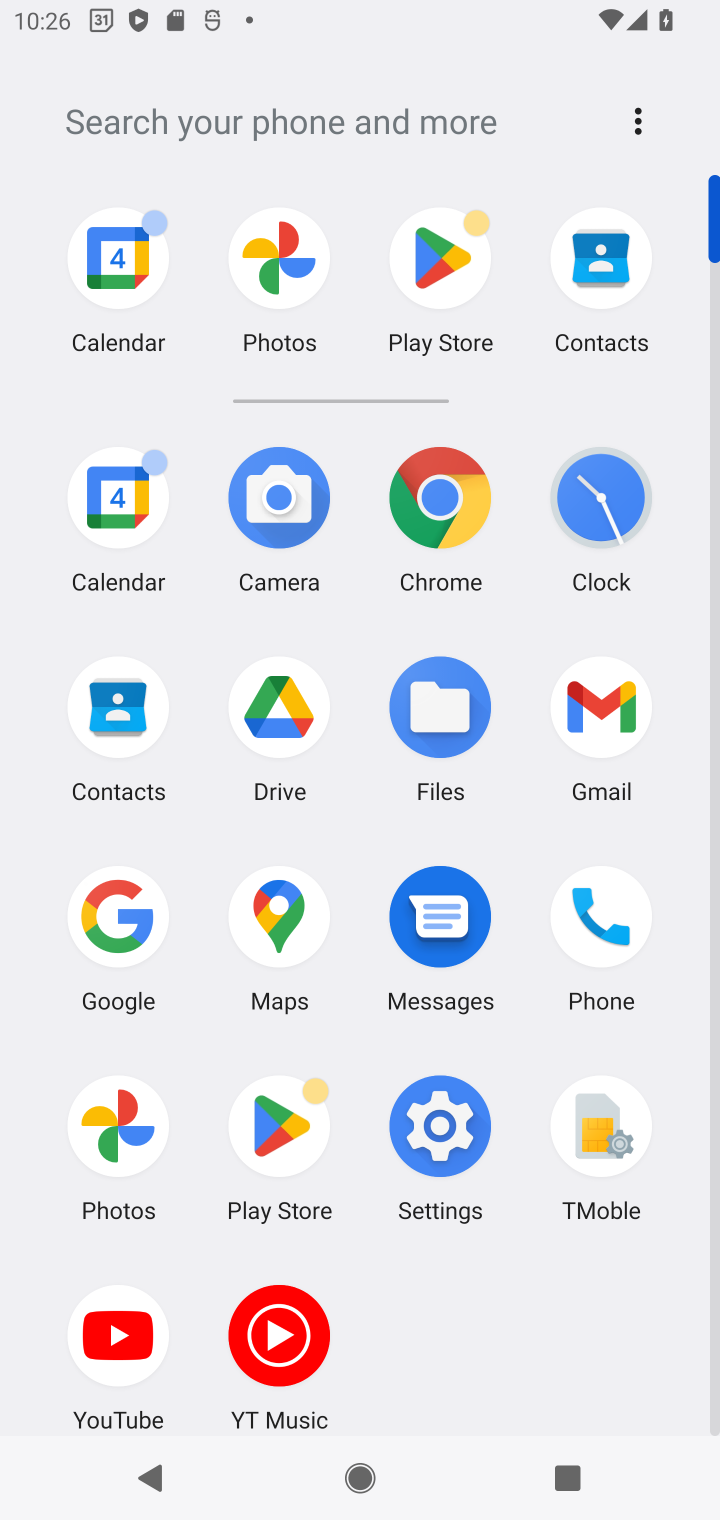 10:26 31
Search your phone and more
4
Calendar Photos Play Store Contacts
4
Calendar Camera Chrome Clock
Contacts Drive Files Gmail
Google Maps Messages Phone
Photos Play Store Settings TMoble
YouTube YT Music